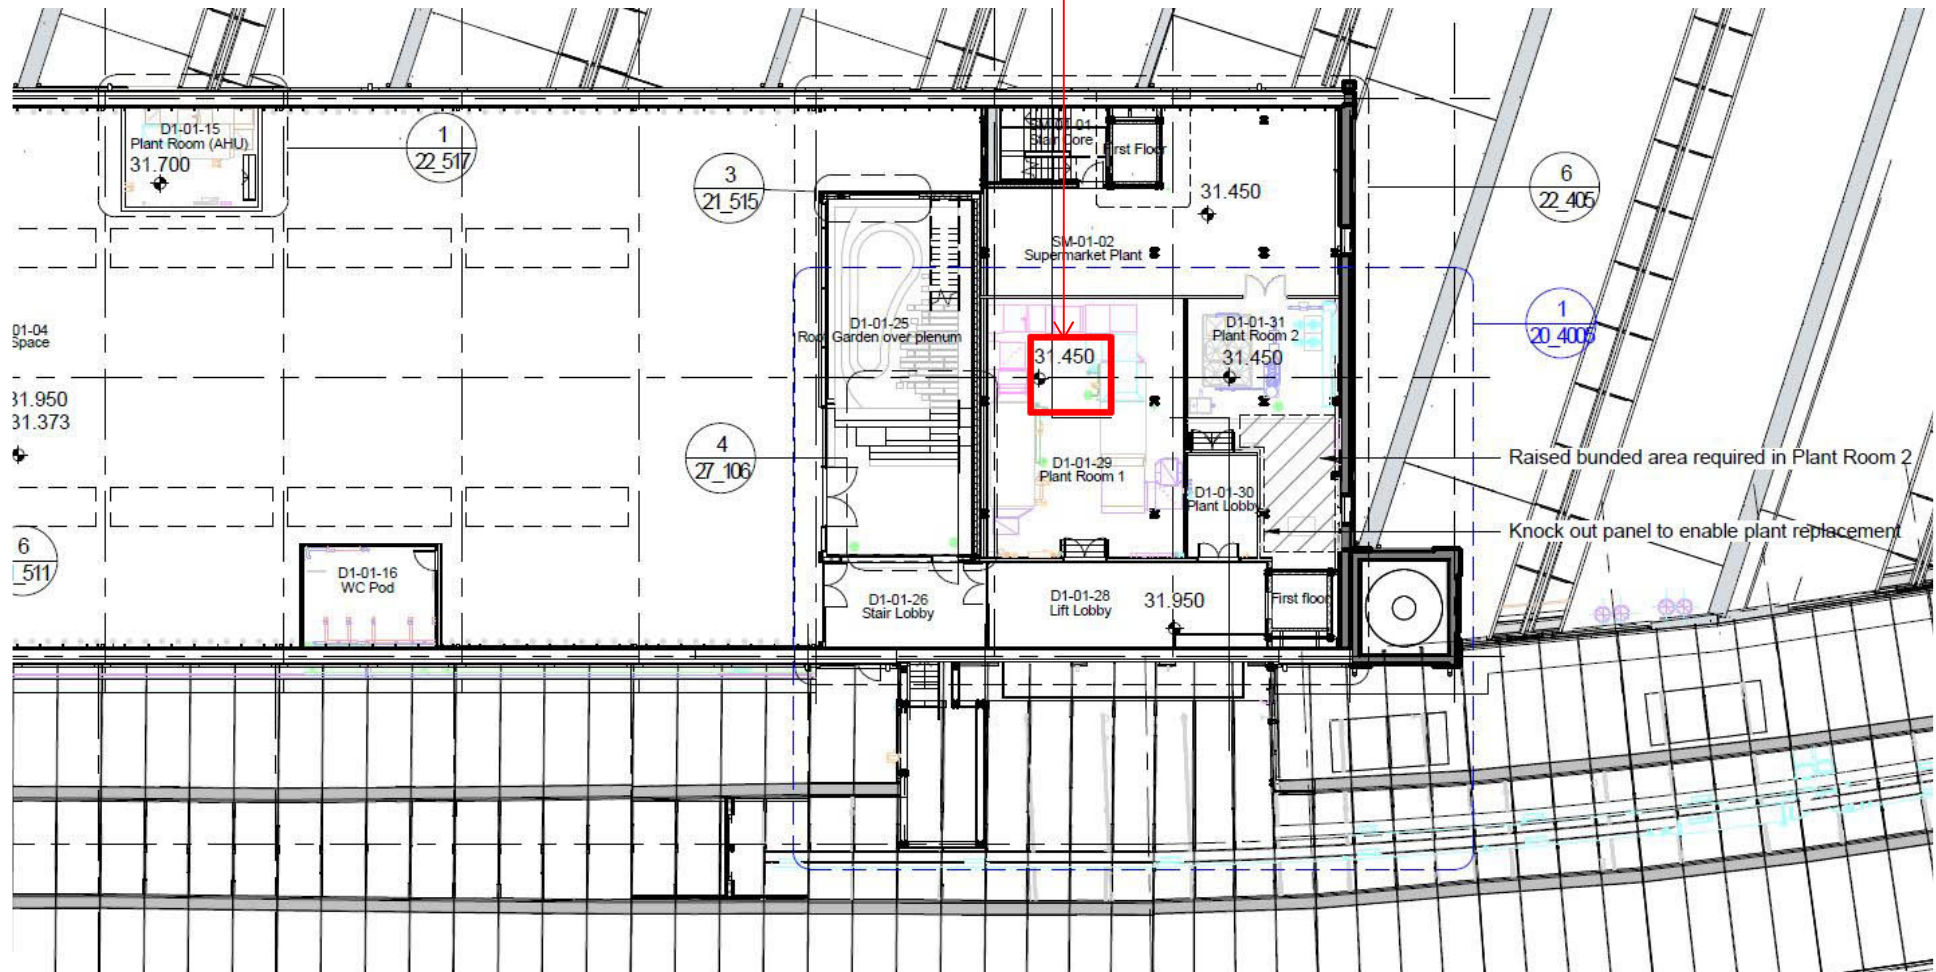 D1-01-15
Plant Room (AHU)
31.700
1
22_517
3
21_515
SM-01-01
Stair Core
First Floor
31.450
6
22_405
SM-01-02
Supermarket Plant
01-04
Space
D1-01-25
Roof Garden over plenum
D1-01-31
Plant Room 2
31.450
31.450
1
20_4005
31.950
31.373
4
27_106
D1-01-29
Plant Room 1
Raised bunded area required in Plant Room 2
D1-01-30
Plant Lobby
Knock out panel to enable plant replacement
6
_511
D1-01-16
WC Pod
D1-01-26
Stair Lobby
D1-01-28
Lift Lobby
31.950
First floor